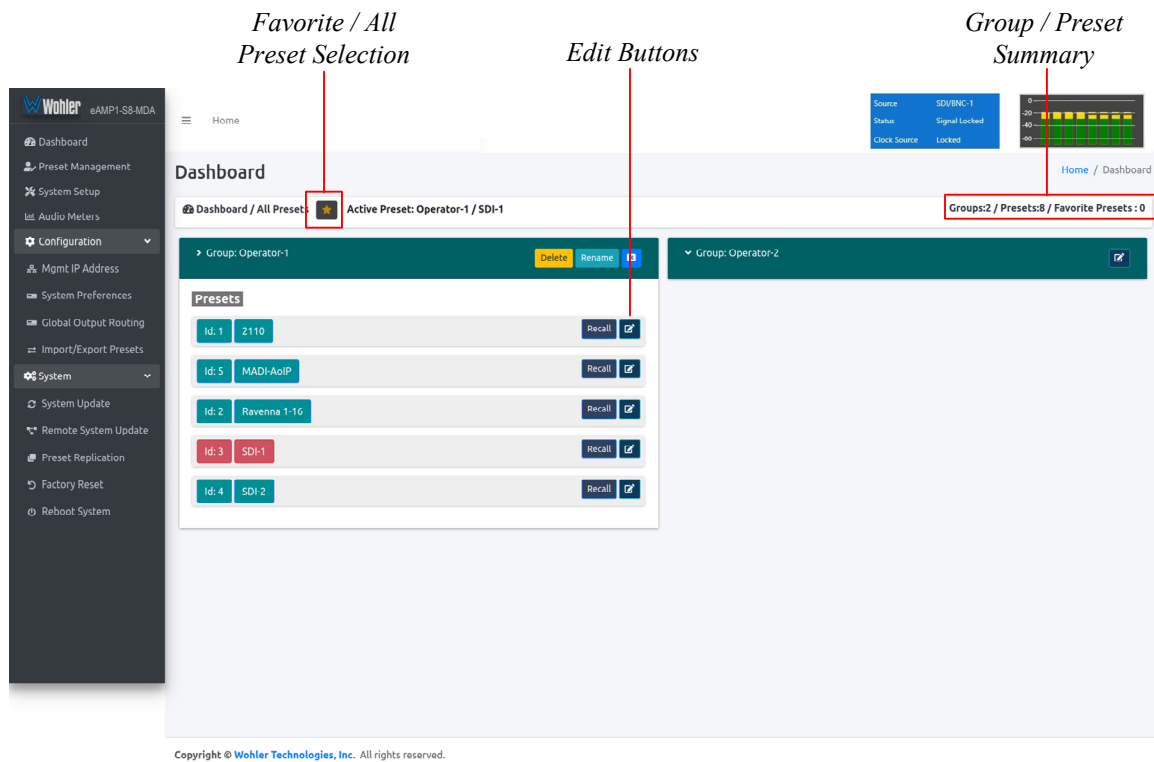 Favorite / All
Preset Selection
Edit Buttons
Group / Preset
Summary
Wohler eAMP1-S8-MDA
Dashboard
Preset Management
System Setup
Audio Meters
Configuration
Mgmt IP Address
System Preferences
Global Output Routing
Import/Export Presets
System
System Update
Remote System Update
Preset Replication
Factory Reset
Reboot System
Home
Source SDI/BNC-1
Status Signal Locked
Clock Source Locked
0
-20
-40
-60
Dashboard
Home / Dashboard
Dashboard / All Presets
Active Preset: Operator-1 / SDI-1
Groups:2 / Presets:8 / Favorite Presets : 0
Group: Operator-1
Delete Rename
Presets
Id: 1 2110 Recall
Id: 5 MADI-AoIP Recall
Id: 2 Ravenna 1-16 Recall
Id: 3 SDI-1 Recall
Id: 4 SDI-2 Recall
Group: Operator-2
Copyright © Wohler Technologies, Inc. All rights reserved.